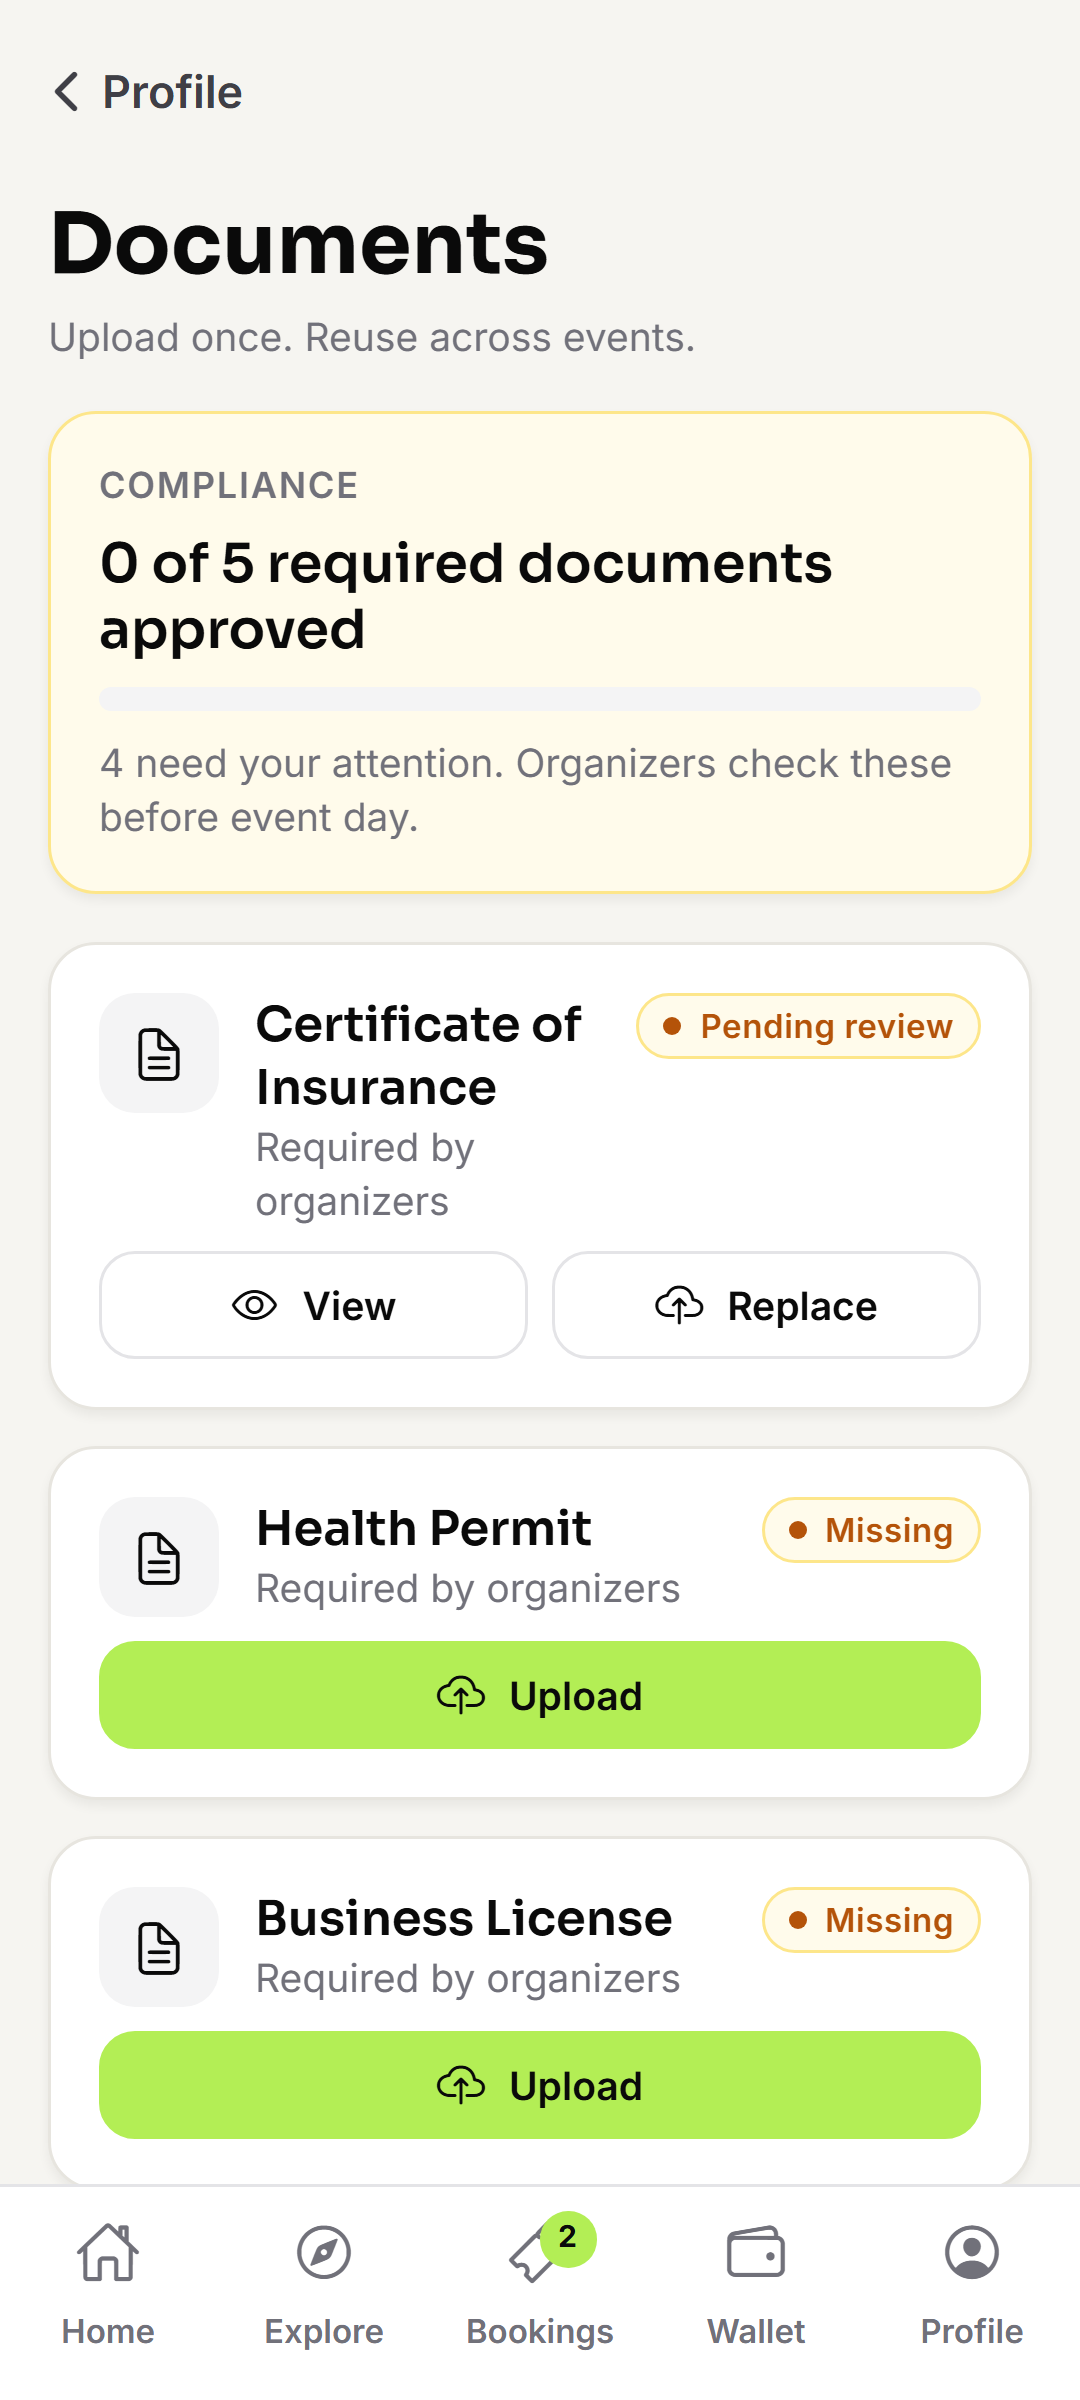 Profile
Documents
Upload once. Reuse across events.
COMPLIANCE
0 of 5 required documents
approved
4 need your attention. Organizers check these
before event day.
Certificate of
Insurance
Pending review
Required by
organizers
View
Replace
Health Permit
Missing
Required by organizers
Upload
Business License
Missing
Required by organizers
Upload
2
Home
Explore
Bookings
Wallet
Profile